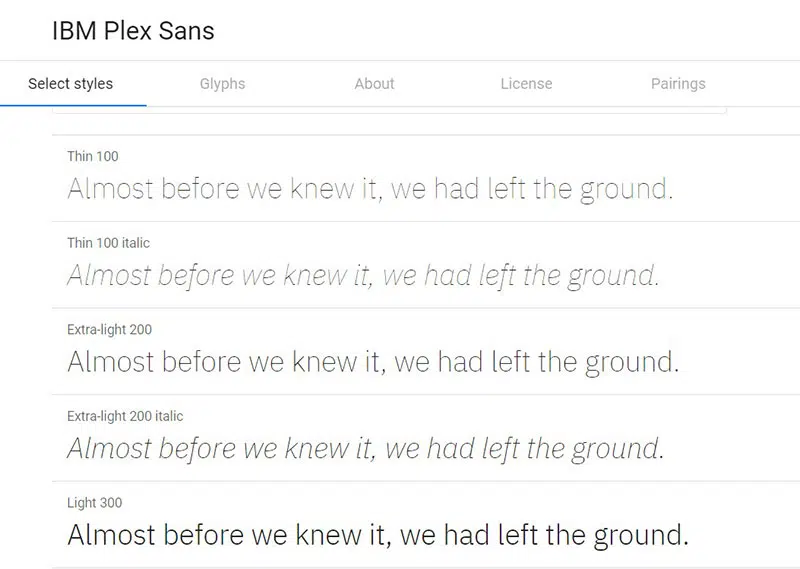 IBM Plex Sans
Select styles Glyphs About License Pairings
Thin 100
Almost before we knew it, we had left the ground.
Thin 100 italic
Almost before we knew it, we had left the ground.
Extra-light 200
Almost before we knew it, we had left the ground.
Extra-light 200 italic
Almost before we knew it, we had left the ground.
Light 300
Almost before we knew it, we had left the ground.